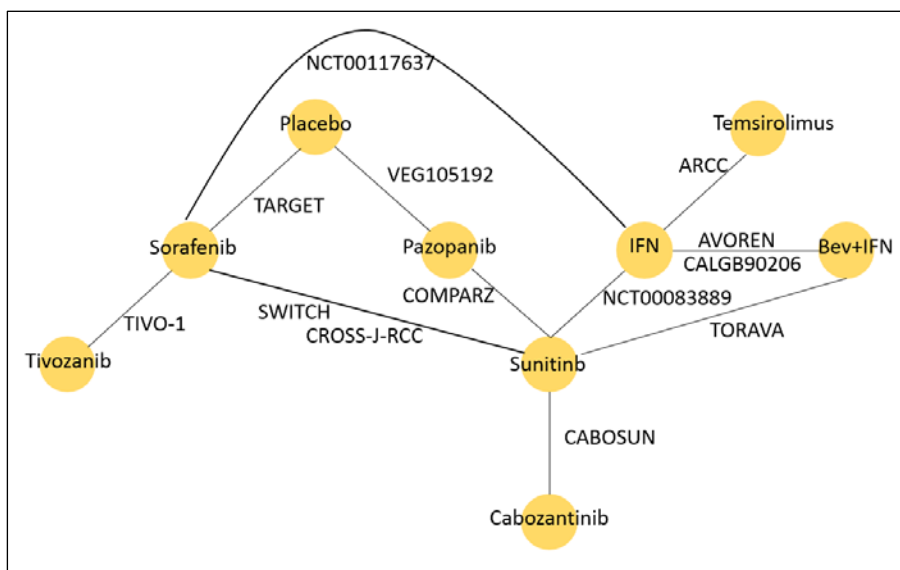 NCT00117637
Placebo
Temsirolimus
VEG105192
ARCC
TARGET
Sorafenib
Pazopanib
IFN
AVOREN
Bev+IFN
CALGB90206
COMPARZ
NCT00083889
SWITCH
TIVO-1
CROSS-J-RCC
TORAVA
Tivozanib
Sunitinb
CABOSUN
Cabozantinib